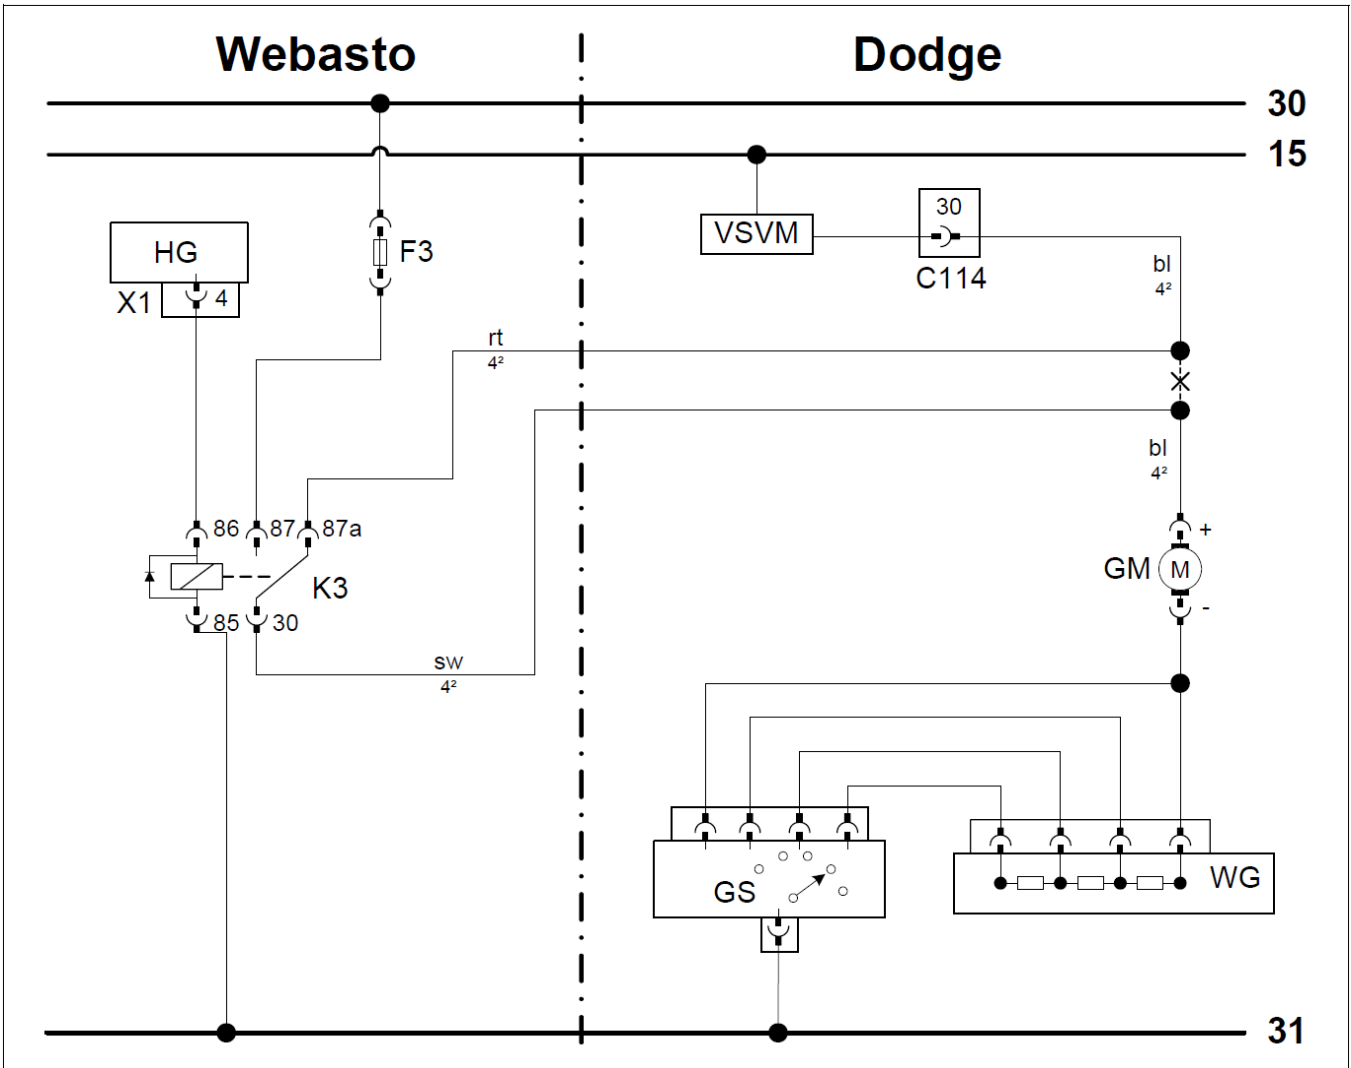 Webasto
Dodge
30
15
30
VSVM
C114
HG
F3
X1
4
bl
4²
rt
4²
bl
4²
86
87
87a
+
GM
M
K3
85
30
-
sw
4²
GS
WG
31